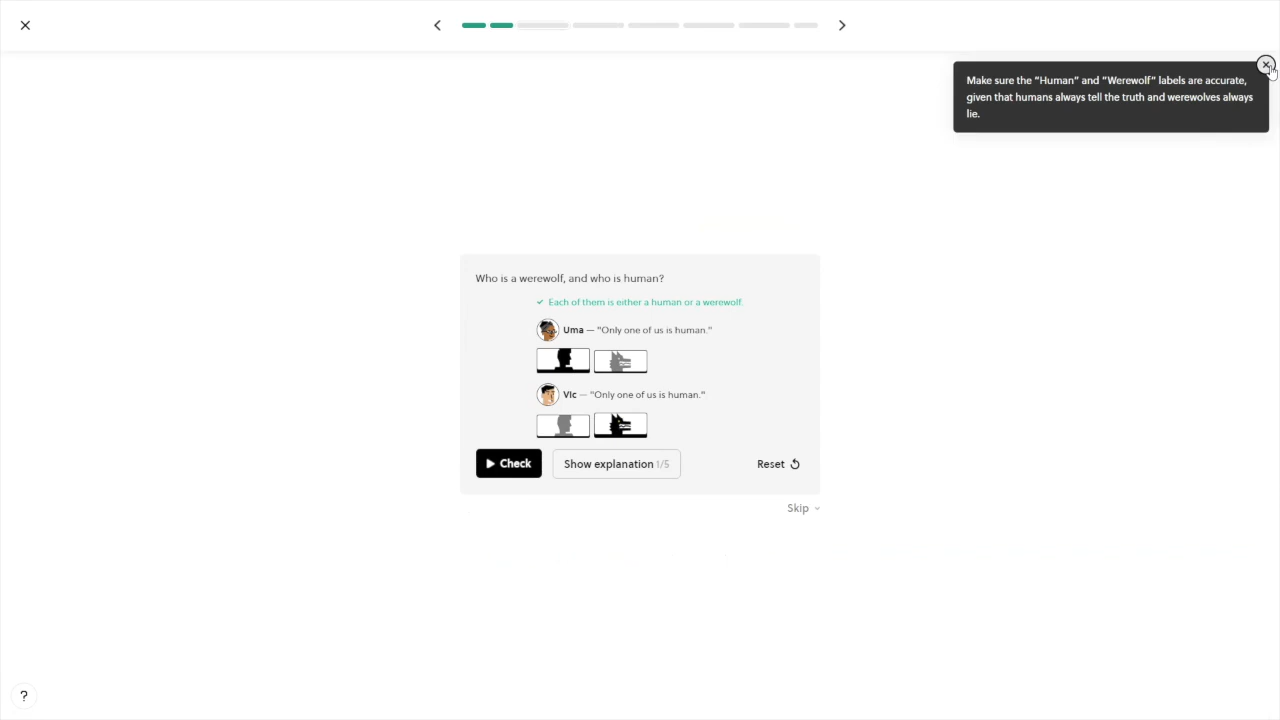 Make sure the “Human” and “Werewolf” labels are accurate,
given that humans always tell the truth and werewolves always
lie.
Who is a werewolf, and who is human?
Each of them is either a human or a werewolf.
Uma — "Only one of us is human."
Vic — "Only one of us is human."
Check
Show explanation 1/5
Reset
Skip
?